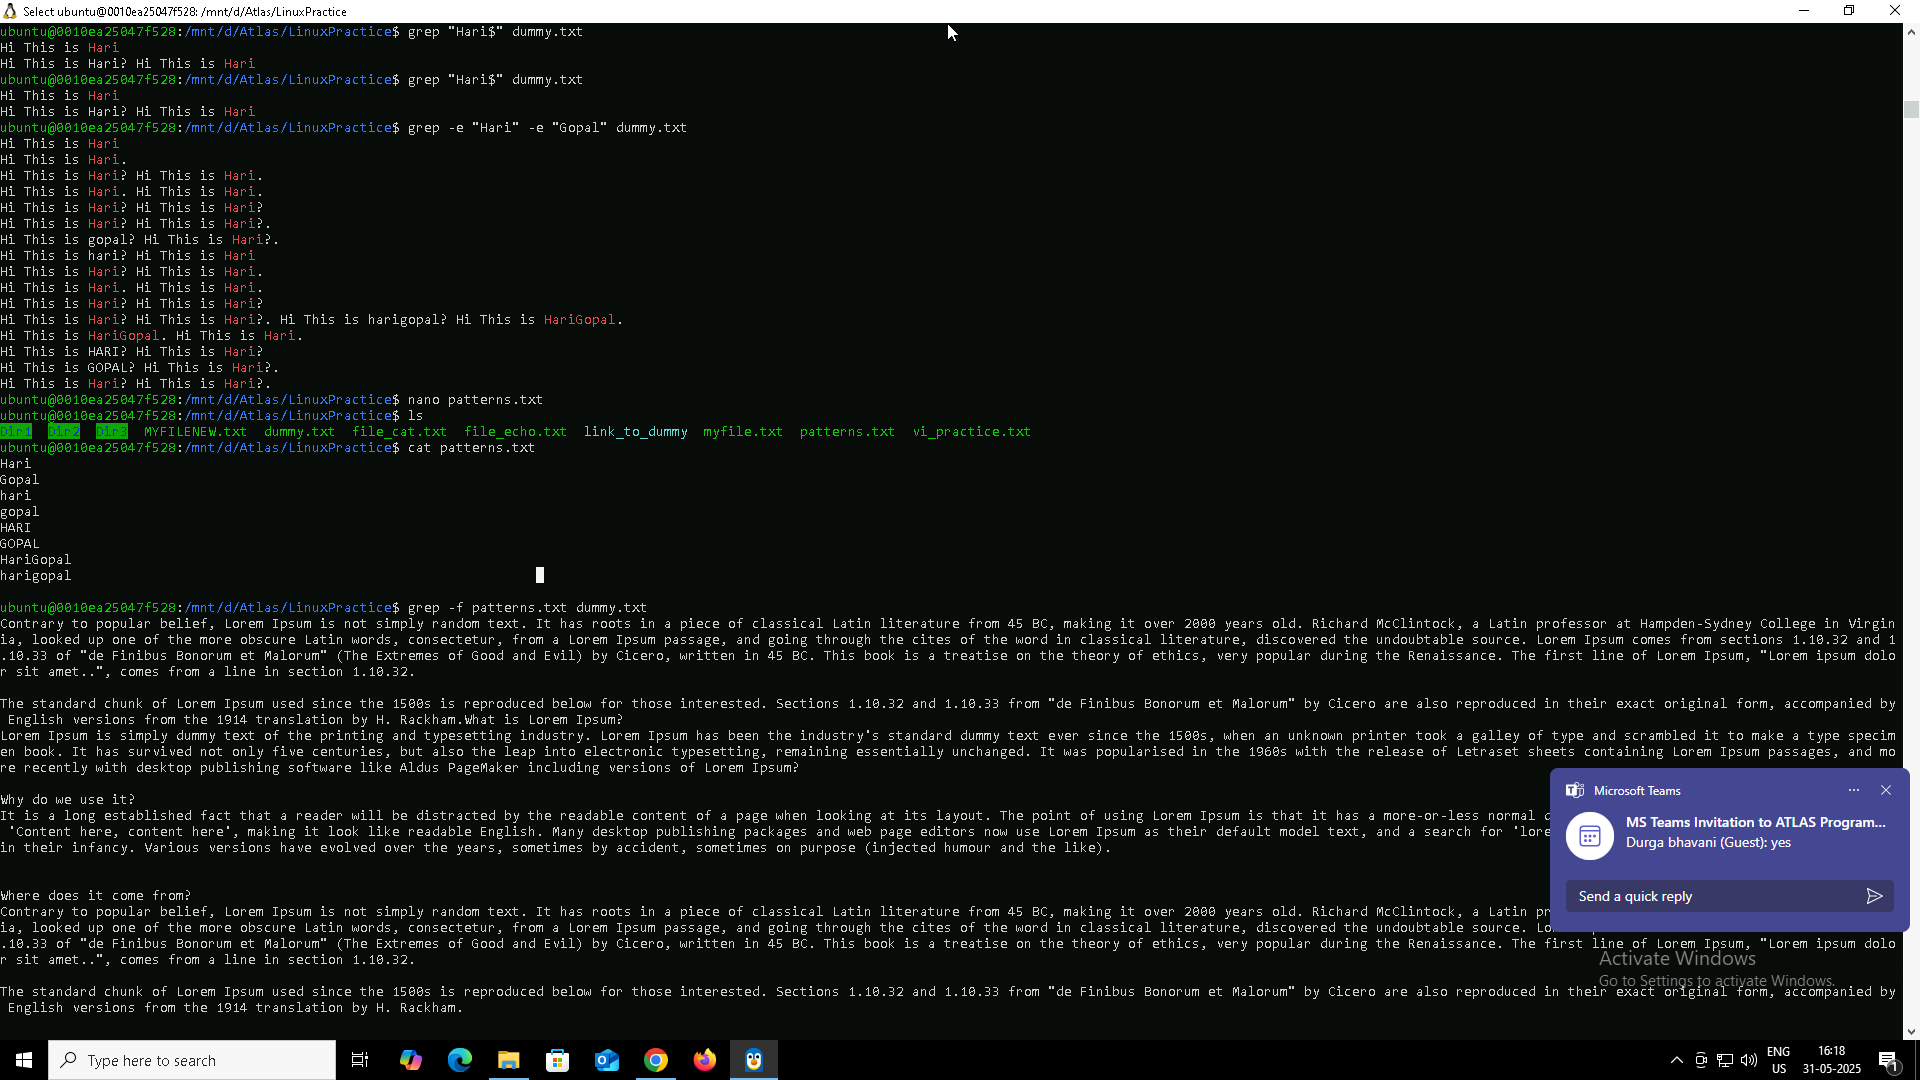 Select ubuntu@0010ea25047f528: /mnt/d/Atlas/LinuxPractice
ubuntu@0010ea25047f528:/mnt/d/Atlas/LinuxPractice$ grep "Hari$" dummy.txt
Hi This is Hari
Hi This is Hari? Hi This is Hari
ubuntu@0010ea25047f528:/mnt/d/Atlas/LinuxPractice$ grep "Hari$" dummy.txt
Hi This is Hari
Hi This is Hari? Hi This is Hari
ubuntu@0010ea25047f528:/mnt/d/Atlas/LinuxPractice$ grep -e "Hari" -e "Gopal" dummy.txt
Hi This is Hari
Hi This is Hari.
Hi This is Hari? Hi This is Hari.
Hi This is Hari. Hi This is Hari.
Hi This is Hari? Hi This is Hari?
Hi This is Hari? Hi This is Hari?.
Hi This is gopal? Hi This is Hari?.
Hi This is hari? Hi This is Hari
Hi This is Hari? Hi This is Hari.
Hi This is Hari. Hi This is Hari.
Hi This is Hari? Hi This is Hari?
Hi This is Hari? Hi This is Hari?. Hi This is harigopal? Hi This is HariGopal.
Hi This is HariGopal. Hi This is Hari.
Hi This is HARI? Hi This is Hari?
Hi This is GOPAL? Hi This is Hari?.
Hi This is Hari? Hi This is Hari?.
ubuntu@0010ea25047f528:/mnt/d/Atlas/LinuxPractice$ nano patterns.txt
ubuntu@0010ea25047f528:/mnt/d/Atlas/LinuxPractice$ ls
Dir1 Dir2 Dir3 MYFILENEW.txt dummy.txt file_cat.txt file_echo.txt link_to_dummy myfile.txt patterns.txt vi_practice.txt
ubuntu@0010ea25047f528:/mnt/d/Atlas/LinuxPractice$ cat patterns.txt
Hari
Gopal
hari
gopal
HARI
GOPAL
HariGopal
harigopal
ubuntu@0010ea25047f528:/mnt/d/Atlas/LinuxPractice$ grep -f patterns.txt dummy.txt
Contrary to popular belief, Lorem Ipsum is not simply random text. It has roots in a piece of classical Latin literature from 45 BC, making it over 2000 years old. Richard McClintock, a Latin professor at Hampden-Sydney College in Virgin
ia, looked up one of the more obscure Latin words, consectetur, from a Lorem Ipsum passage, and going through the cites of the word in classical literature, discovered the undoubtable source. Lorem Ipsum comes from sections 1.10.32 and 1
.10.33 of "de Finibus Bonorum et Malorum" (The Extremes of Good and Evil) by Cicero, written in 45 BC. This book is a treatise on the theory of ethics, very popular during the Renaissance. The first line of Lorem Ipsum, "Lorem ipsum dolo
r sit amet..", comes from a line in section 1.10.32.
The standard chunk of Lorem Ipsum used since the 1500s is reproduced below for those interested. Sections 1.10.32 and 1.10.33 from "de Finibus Bonorum et Malorum" by Cicero are also reproduced in their exact original form, accompanied by
English versions from the 1914 translation by H. Rackham.What is Lorem Ipsum?
Lorem Ipsum is simply dummy text of the printing and typesetting industry. Lorem Ipsum has been the industry's standard dummy text ever since the 1500s, when an unknown printer took a galley of type and scrambled it to make a type specim
en book. It has survived not only five centuries, but also the leap into electronic typesetting, remaining essentially unchanged. It was popularised in the 1960s with the release of Letraset sheets containing Lorem Ipsum passages, and mo
re recently with desktop publishing software like Aldus PageMaker including versions of Lorem Ipsum?
Why do we use it?
It is a long established fact that a reader will be distracted by the readable content of a page when looking at its layout. The point of using Lorem Ipsum is that it has a more-or-less normal
'Content here, content here', making it look like readable English. Many desktop publishing packages and web page editors now use Lorem Ipsum as their default model text, and a search for 'lore
in their infancy. Various versions have evolved over the years, sometimes by accident, sometimes on purpose (injected humour and the like).
Where does it come from?
Contrary to popular belief, Lorem Ipsum is not simply random text. It has roots in a piece of classical Latin literature from 45 BC, making it over 2000 years old. Richard McClintock, a Latin
ia, looked up one of the more obscure Latin words, consectetur, from a Lorem Ipsum passage, and going through the cites of the word in classical literature, discovered the undoubtable source.
.10.33 of "de Finibus Bonorum et Malorum" (The Extremes of Good and Evil) by Cicero, written in 45 BC. This book is a treatise on the theory of ethics, very popular during the Renaissance. The first line of Lorem Ipsum, "Lorem ipsum dolo
r sit amet..", comes from a line in section 1.10.32.
The standard chunk of Lorem Ipsum used since the 1500s is reproduced below for those interested. Sections 1.10.32 and 1.10.33 from "de Finibus Bonorum et Malorum" by Cicero are also reproduced in their exact original form, accompanied by
English versions from the 1914 translation by H. Rackham.
Microsoft Teams
MS Teams Invitation to ATLAS Program...
Durga bhavani (Guest): yes
Send a quick reply
Activate Windows
Go to Settings to activate Windows.
Type here to search
ENG
US
16:18
31-05-2025
1